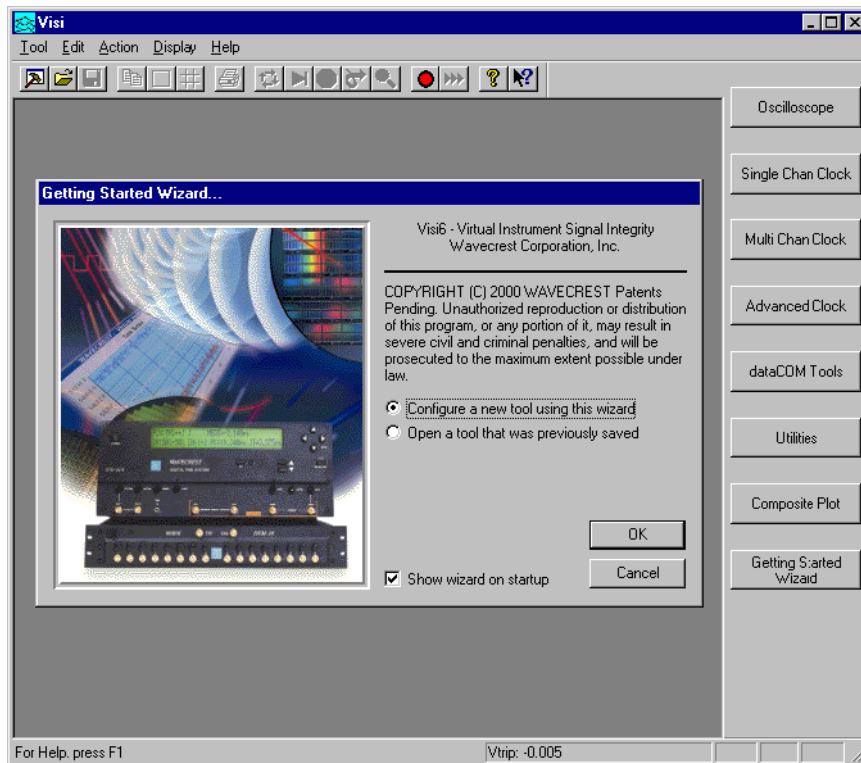 Visi
Tool Edit Action Display Help
Getting Started Wizard...
Visi6 - Virtual Instrument Signal Integrity
Wavecrest Corporation, Inc.
COPYRIGHT (C) 2000 WAVECREST Patents
Pending. Unauthorized reproduction or distribution
of this program, or any portion of it, may result in
severe civil and criminal penalties, and will be
prosecuted to the maximum extent possible under
law.
Configure a new tool using this wizard
Open a tool that was previously saved
OK
Show wizard on startup
Cancel
WAVECREST
Oscilloscope
Single Chan Clock
Multi Chan Clock
Advanced Clock
dataCOM Tools
Utilities
Composite Plot
Getting Started
Wizard
For Help, press F1
Vtrip: -0.005